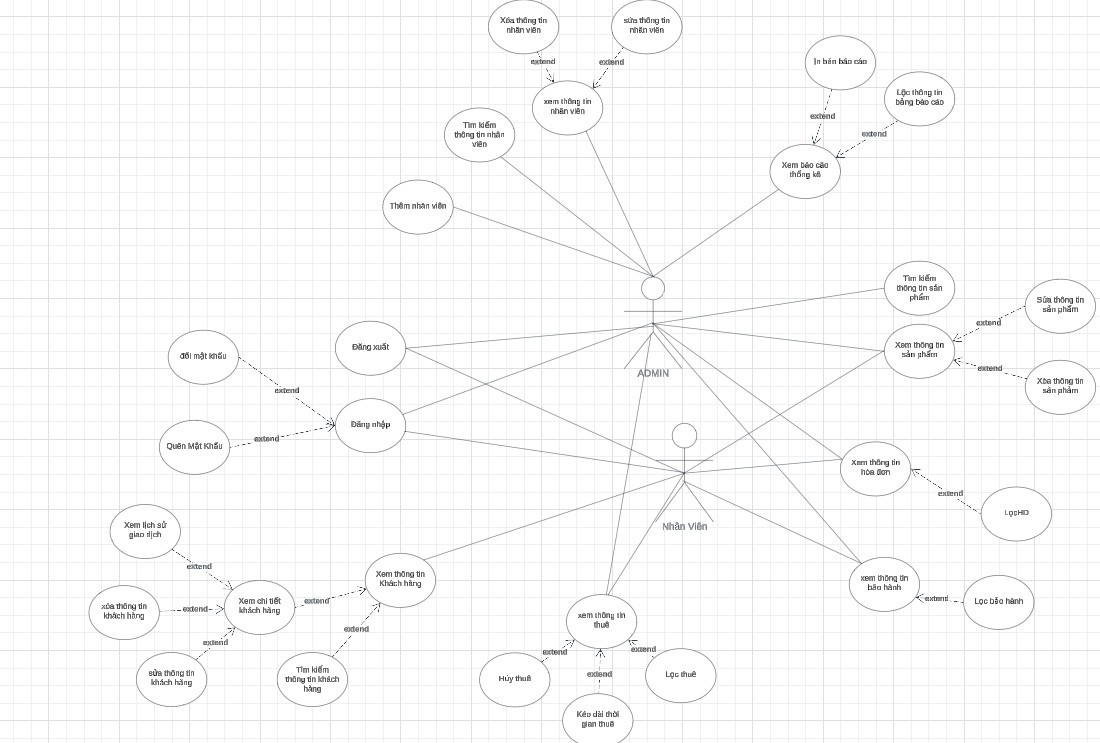 Xóa thông tin
nhân viên
sửa thông tin
nhân viên
extend
extend
xem thông tin
nhân viên
In bản báo cáo
Lọc thông tin
bảng báo cáo
extend
extend
Xem báo cáo
thống kê
Tìm kiếm
thông tin nhân
viên
Thêm nhân viên
ADMIN
Tìm kiếm
thông tin sản
phẩm
Sửa thông tin
sản phẩm
extend
Xem thông tin
sản phẩm
extend
Xóa thông tin
sản phảm
đổi mật khẩu
Đăng xuất
extend
Đăng nhập
Quên Mật Khẩu
extend
Nhân Viên
Xem thông tin
hóa đơn
extend
LọcHD
Xem lịch sử
giao dịch
extend
Xem thông tin
Khách hàng
xóa thông tin
khách hàng
extend
Xem chi tiết
khách hàng
extend
extend
sửa thông tin
khách hàng
extend
Tìm kiếm
thông tin khách
hàng
xem thông tin
bảo hành
extend
Lọc bảo hành
xem thông tin
thuê
extend
extend
extend
Hủy thuê
Lọc thuê
Kéo dài thời
gian thuê